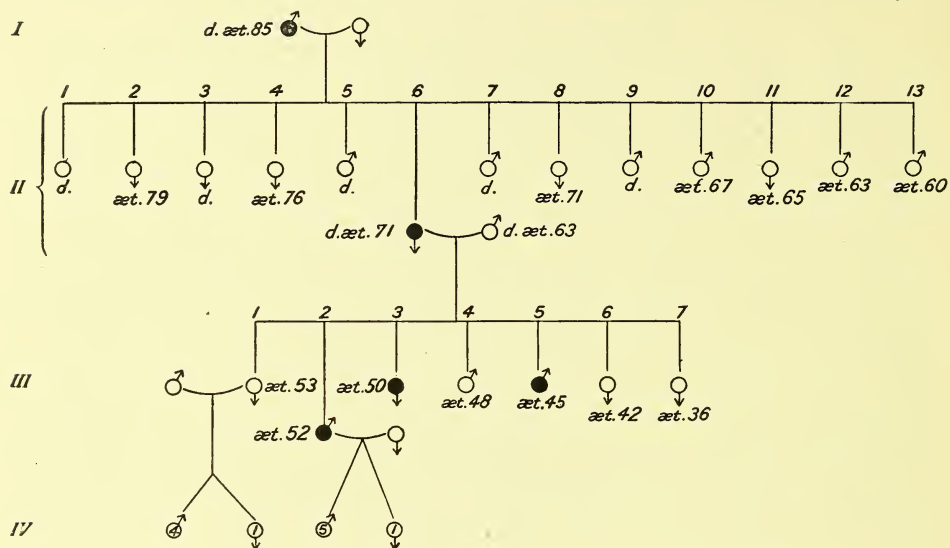 I
d. æt. 85
1 2 3 4 5 6 7 8 9 10 11 12 13
II
d. æt. 79 d. æt. 76 d. d. æt. 71 d. æt. 67 æt. 65 æt. 63 æt. 60
d. æt. 71 d. æt. 63
1 2 3 4 5 6 7
III
æt. 53 æt. 50 æt. 48 æt. 45 æt. 42 æt. 36
æt. 52
IV 4 1 5 1